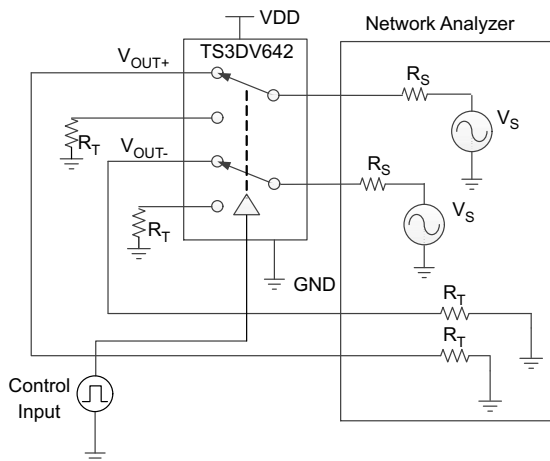 VDD
Network Analyzer
TS3DV642
VOUT+
RS
VS
RT
VOUT-
RS
VS
RT
GND
RT
RT
Control
Input